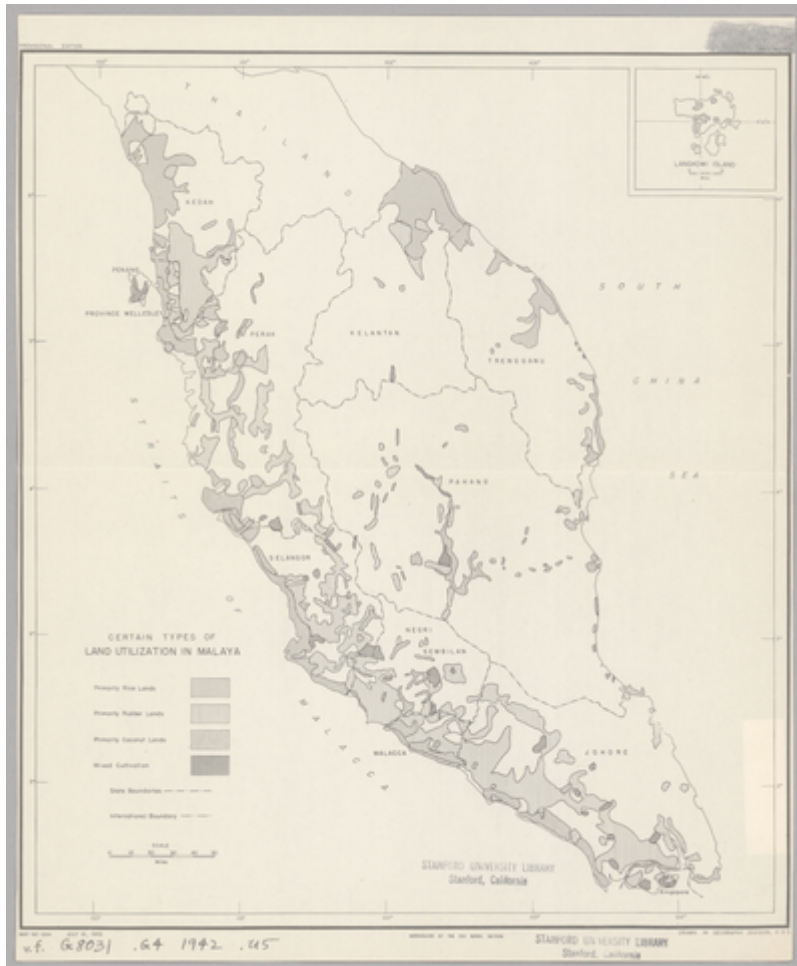 PROVISIONAL EDITION
THAILAND
KEDAH
LANGKAWI ISLAND
PENANG
PROVINCE WELLESLEY
PERAK
KELANTAN
TRENGGANU
SOUTH
CHINA
SEA
STRAITS
OF
MALACCA
PAHANG
SELANGOR
NEGRI
SEMBILAN
MALACCA
JOHORE
Singapore
CERTAIN TYPES OF
LAND UTILIZATION IN MALAYA
Primarily Rice Lands
Primarily Rubber Lands
Primarily Coconut Lands
Mixed Cultivation
State Boundaries
International Boundary
SCALE
Miles
STANFORD UNIVERSITY LIBRARY
Stanford, California
v.f. G8031 .G4 1942 .U5
STANFORD UNIVERSITY LIBRARY
Stanford, California